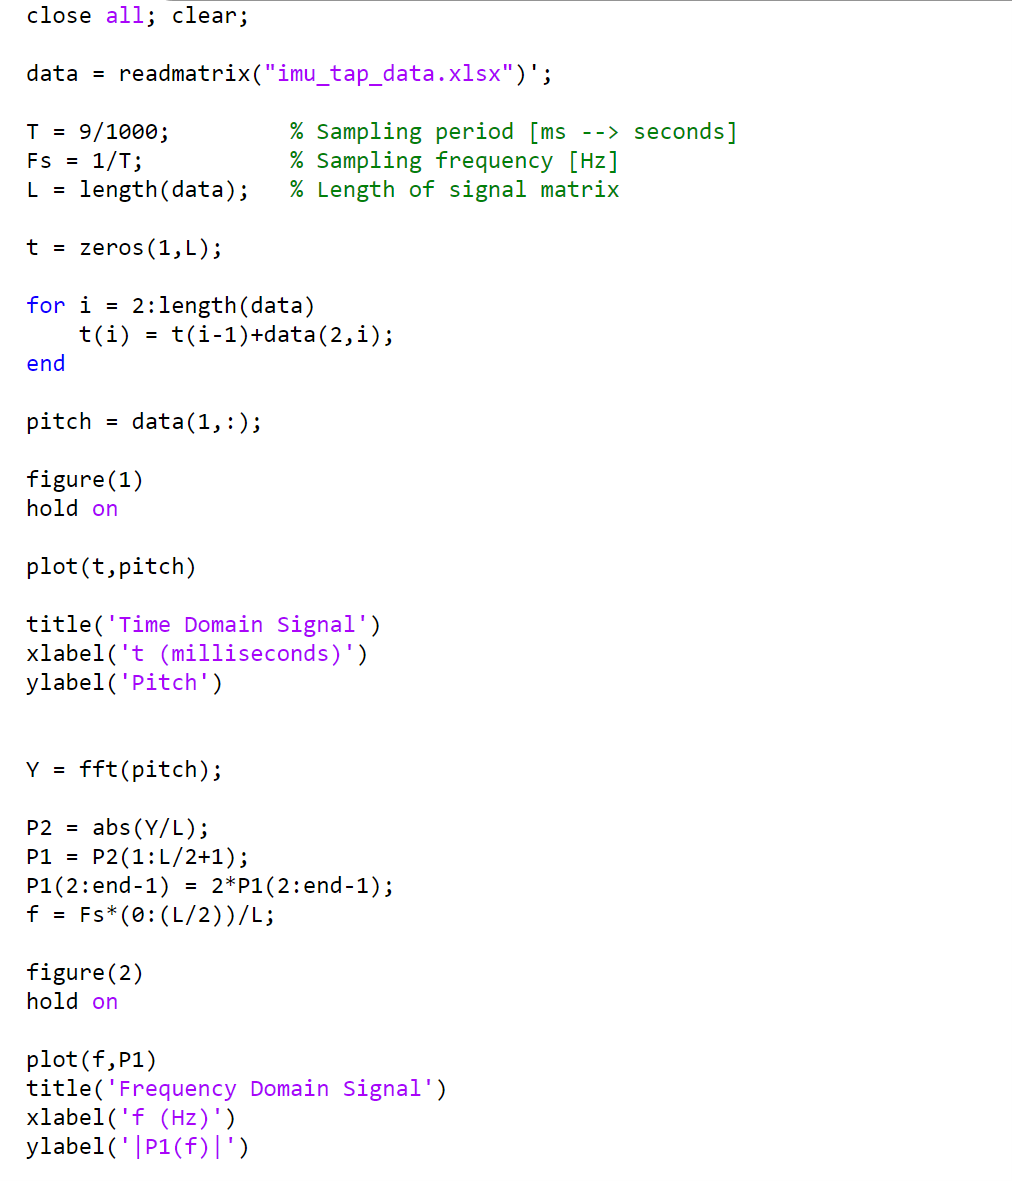 close all; clear;
data = readmatrix("imu_tap_data.xlsx")';
T = 9/1000;         % Sampling period [ms --> seconds]
Fs = 1/T;           % Sampling frequency [Hz]
L = length(data);   % Length of signal matrix
t = zeros(1,L);
for i = 2:length(data)
    t(i) = t(i-1)+data(2,i);
end
pitch = data(1,:);
figure(1)
hold on
plot(t,pitch)
title('Time Domain Signal')
xlabel('t (milliseconds)')
ylabel('Pitch')
Y = fft(pitch);
P2 = abs(Y/L);
P1 = P2(1:L/2+1);
P1(2:end-1) = 2*P1(2:end-1);
f = Fs*(0:(L/2))/L;
figure(2)
hold on
plot(f,P1)
title('Frequency Domain Signal')
xlabel('f (Hz)')
ylabel('|P1(f)|')